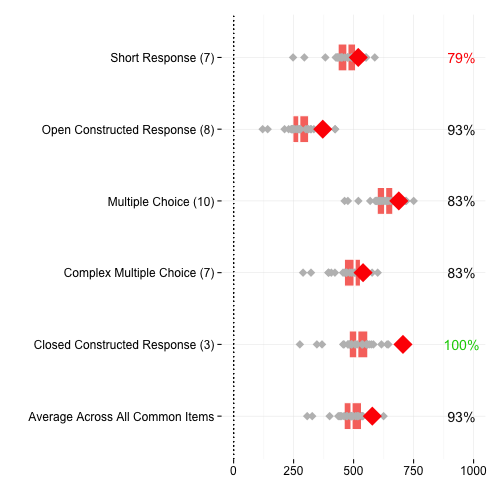 Short Response (7) 79%
Open Constructed Response (8) 93%
Multiple Choice (10) 83%
Complex Multiple Choice (7) 83%
Closed Constructed Response (3) 100%
Average Across All Common Items 93%
0 250 500 750 1000